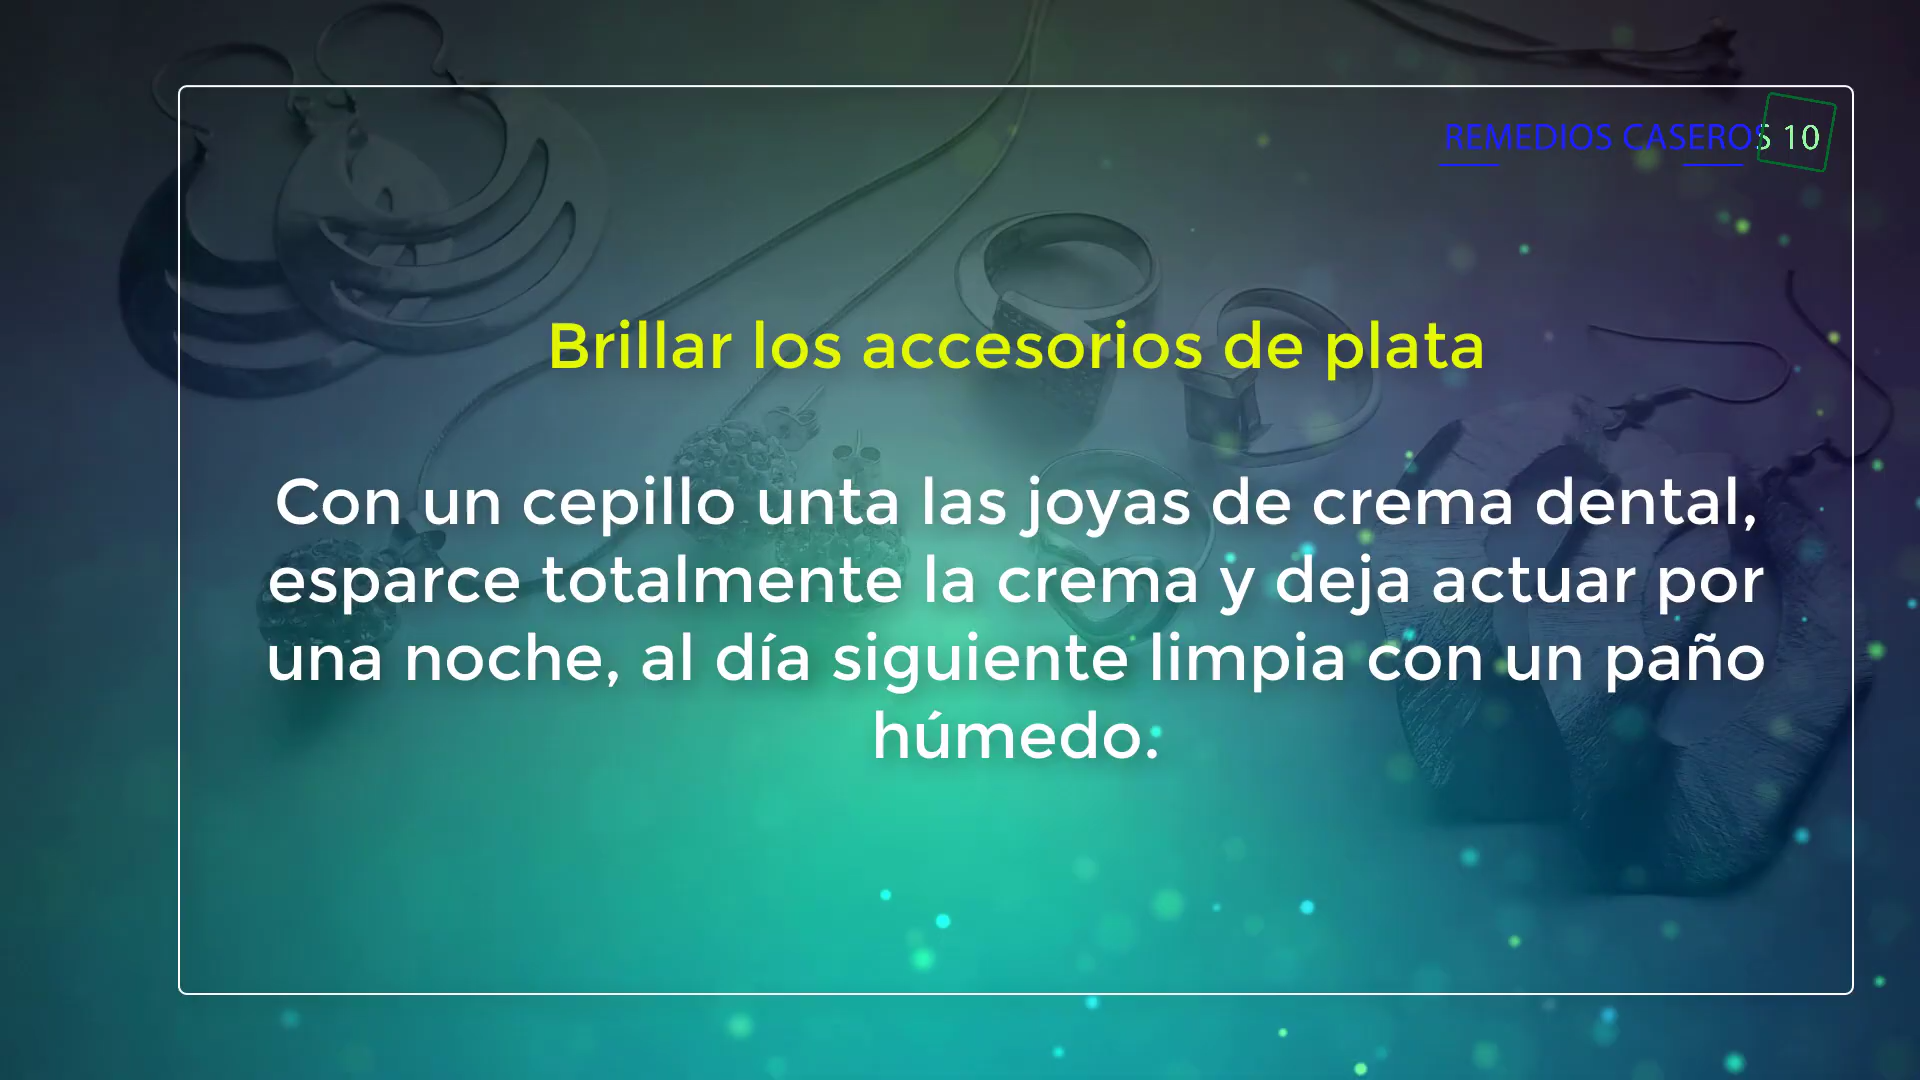 REMEDIOS CASEROS 10
Brillar los accesorios de plata
Con un cepillo unta las joyas de crema dental,
esparce totalmente la crema y deja actuar por
una noche, al día siguiente limpia con un paño
húmedo.